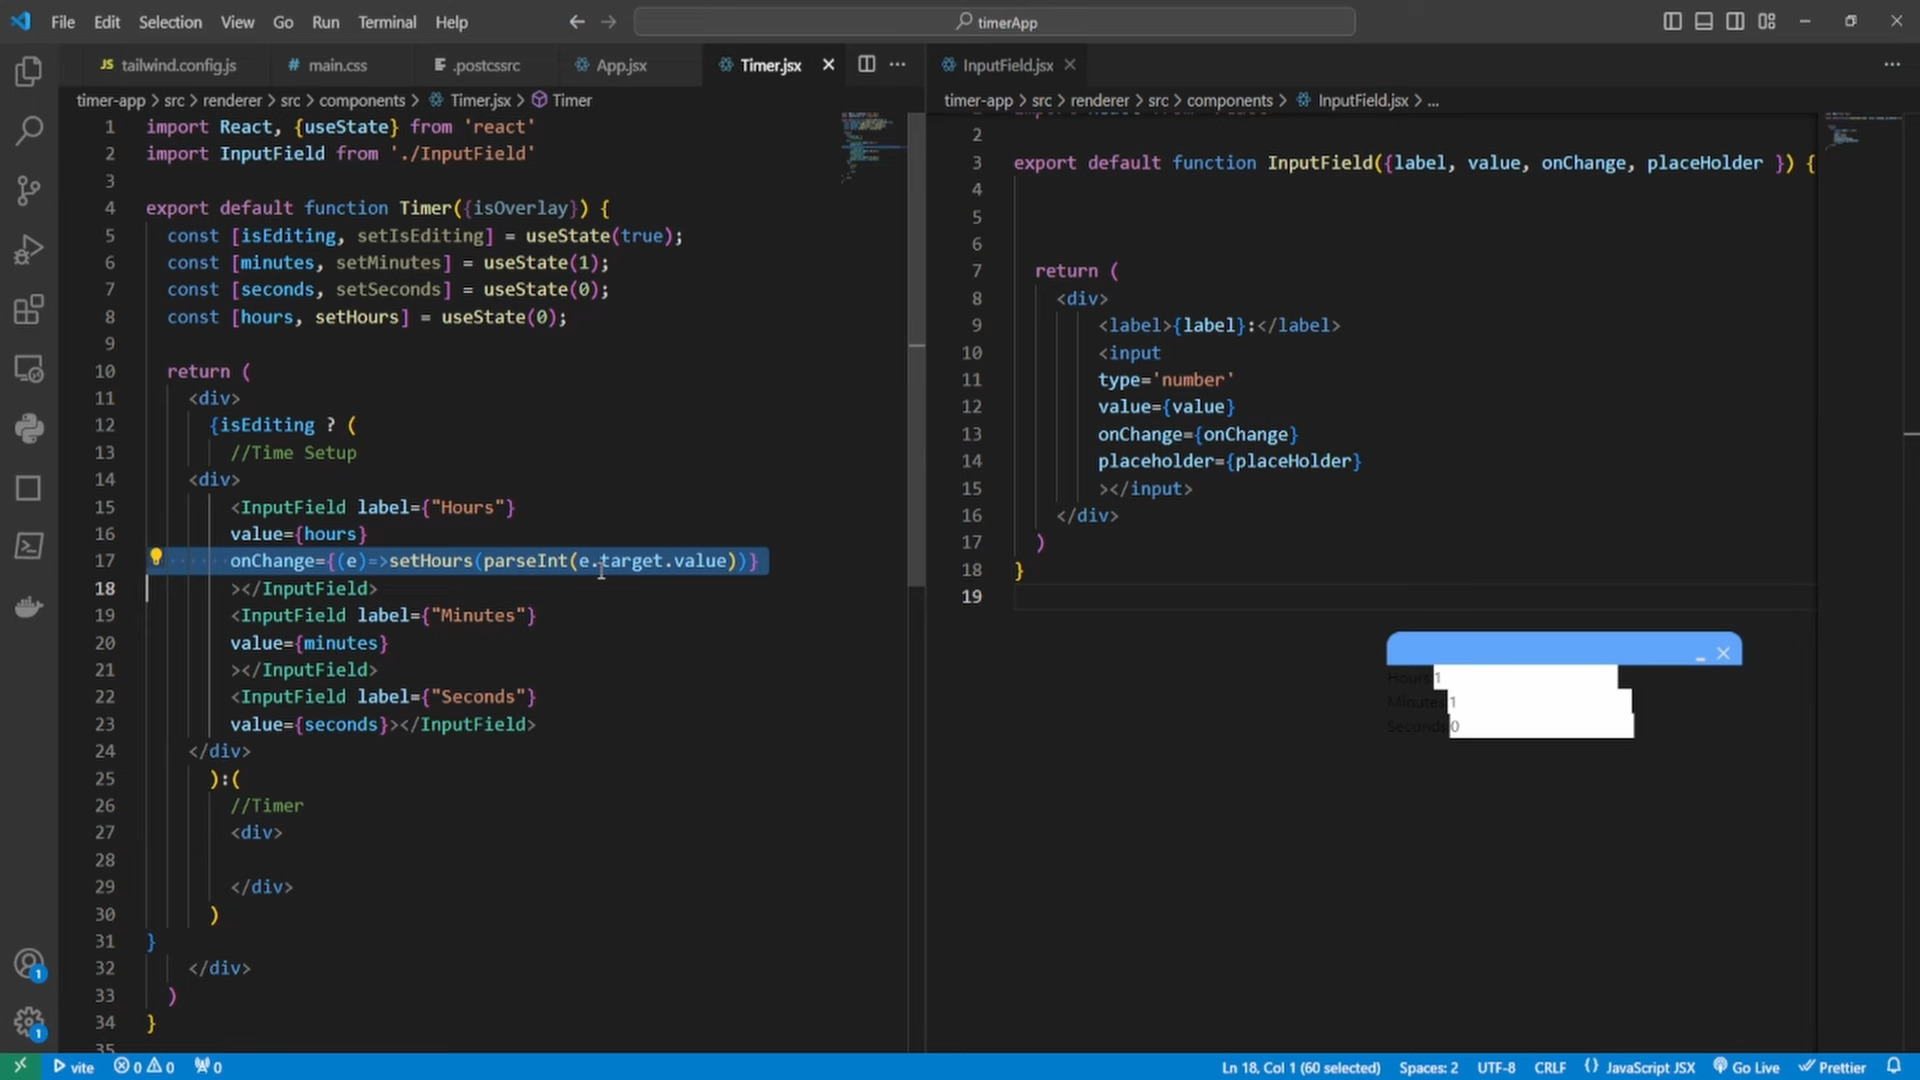 File Edit Selection View Go Run Terminal Help
timerApp
JS tailwind.config.js
# main.css
.postcssrc
App.jsx
Timer.jsx
timer-app > src > renderer > src > components > Timer.jsx > Timer
1 import React, {useState} from 'react'
2 import InputField from './InputField'
3
4 export default function Timer({isOverlay}) {
5 const [isEditing, setIsEditing] = useState(true);
6 const [minutes, setMinutes] = useState(1);
7 const [seconds, setSeconds] = useState(0);
8 const [hours, setHours] = useState(0);
9
10 return (
11 <div>
12 {isEditing ? (
13 //Time Setup
14 <div>
15 <InputField label={"Hours"}
16 value={hours}
17 onChange={(e)=>setHours(parseInt(e.target.value))}
18 ></InputField>
19 <InputField label={"Minutes"}
20 value={minutes}
21 ></InputField>
22 <InputField label={"Seconds"}
23 value={seconds}></InputField>
24 </div>
25 ):(
26 //Timer
27 <div>
28
29 </div>
30 )
31 }
32 </div>
33 )
34 }
35
InputField.jsx
timer-app > src > renderer > src > components > InputField.jsx > ...
2
3 export default function InputField({label, value, onChange, placeHolder }) {
4
5
6
7 return (
8 <div>
9 <label>{label}:</label>
10 <input
11 type='number'
12 value={value}
13 onChange={onChange}
14 placeholder={placeHolder}
15 ></input>
16 </div>
17 )
18 }
19
Hours 1
Minutes 1
Seconds 0
1
1
vite 0 0 0
Ln 18, Col 1 (60 selected) Spaces: 2 UTF-8 CRLF {} JavaScript JSX Go Live Prettier